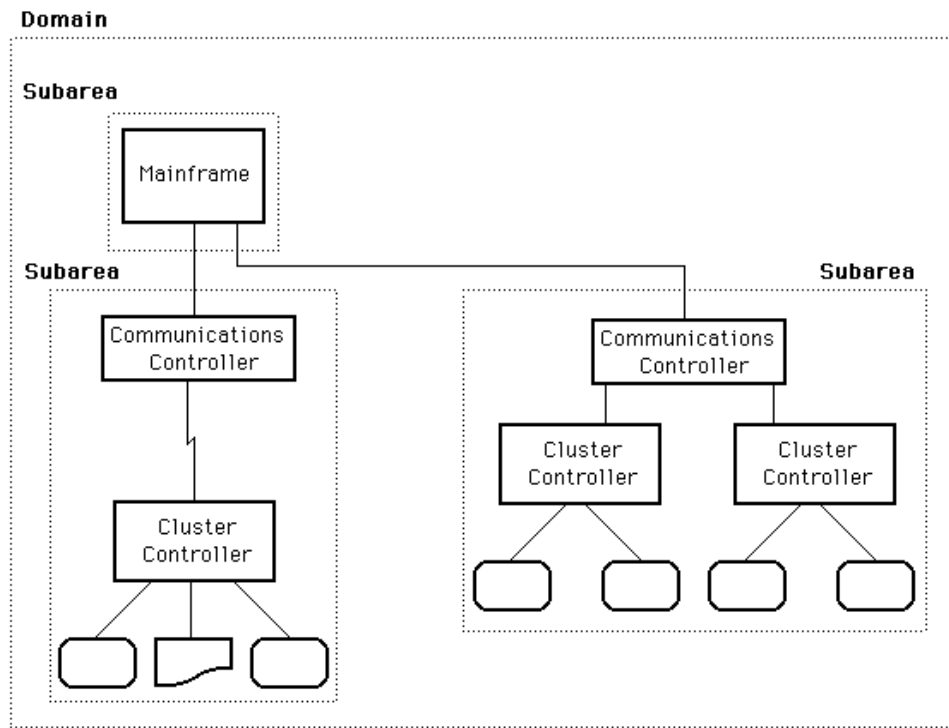 Domain
Subarea
Mainframe
Subarea
Subarea
Communications
Controller
Communications
Controller
Cluster
Controller
Cluster
Controller
Cluster
Controller